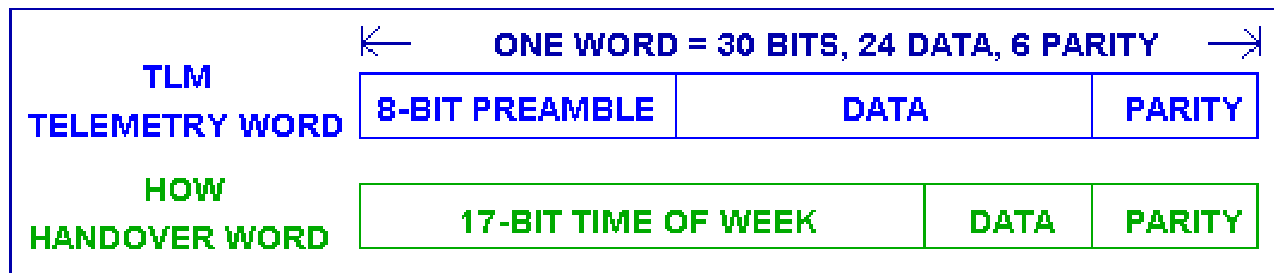 ONE WORD = 30 BITS, 24 DATA, 6 PARITY
TLM
TELEMETRY WORD
8-BIT PREAMBLE DATA PARITY
HOW
HANDOVER WORD
17-BIT TIME OF WEEK DATA PARITY